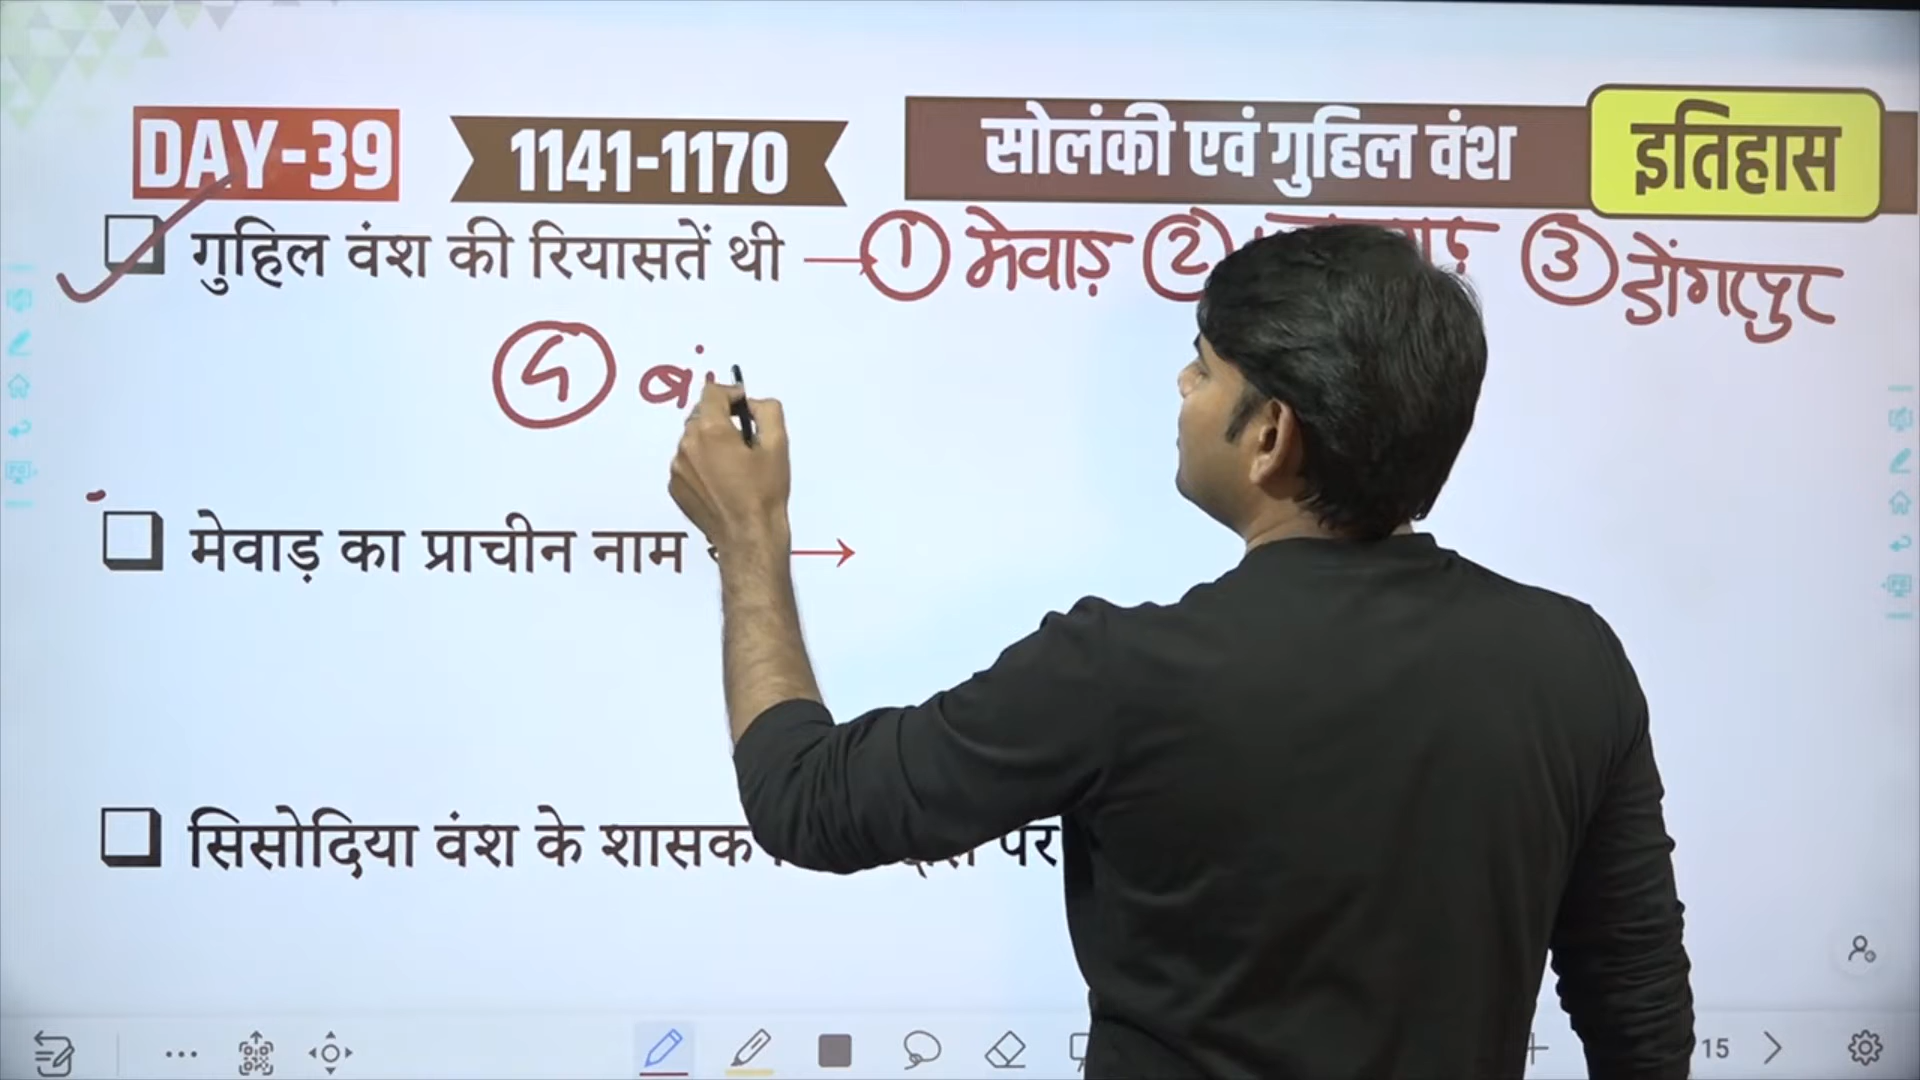 DAY-39 1141-1170 सोलंकी एवं गुहिल वंश इतिहास
गुहिल वंश की रियासतें थी → ① मेवाड़ ② ③ डोंगरपुर
④ बां
मेवाड़ का प्राचीन नाम →
सिसोदिया वंश के शासक पर
15